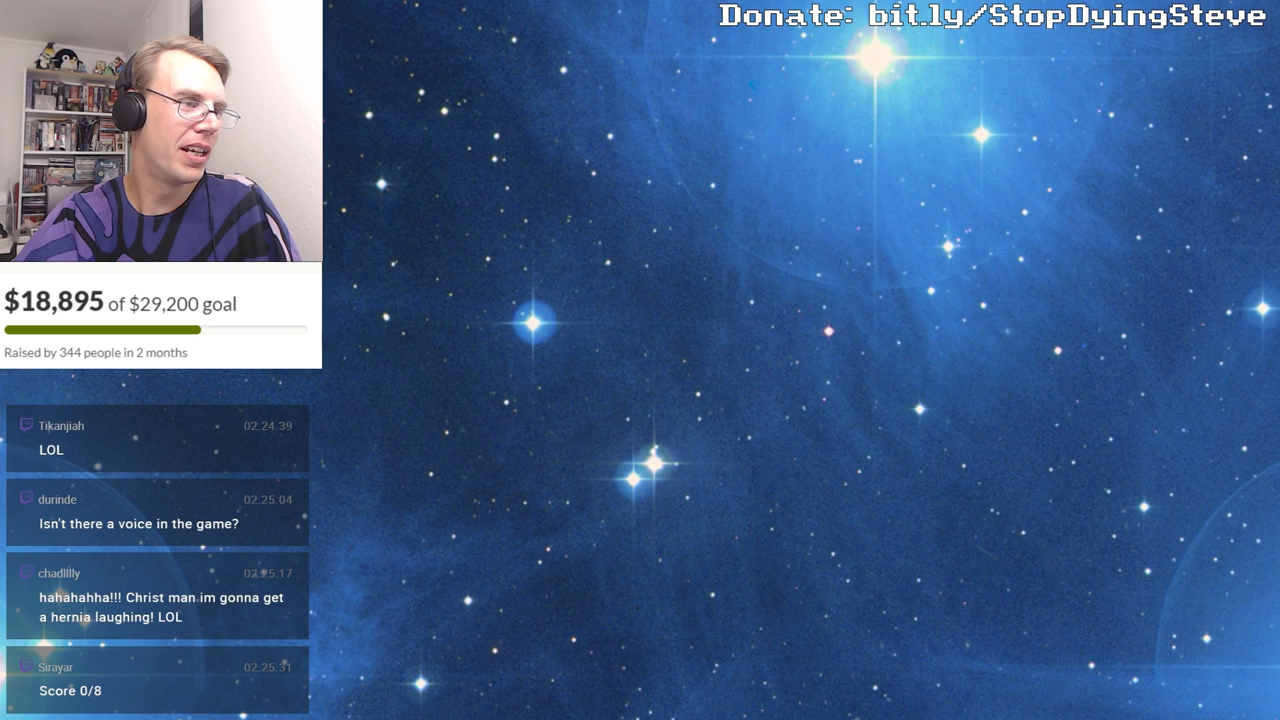 Donate: bit.ly/StopDyingSteve
$18,895 of $29,200 goal
Raised by 344 people in 2 months
Tikanjiah 02.24.39
LOL
durinde 02.25.04
Isn't there a voice in the game?
chadlllly 02.25.17
hahahahha!!! Christ man im gonna get
a hernia laughing! LOL
Sirayar 02.25.31
Score 0/8